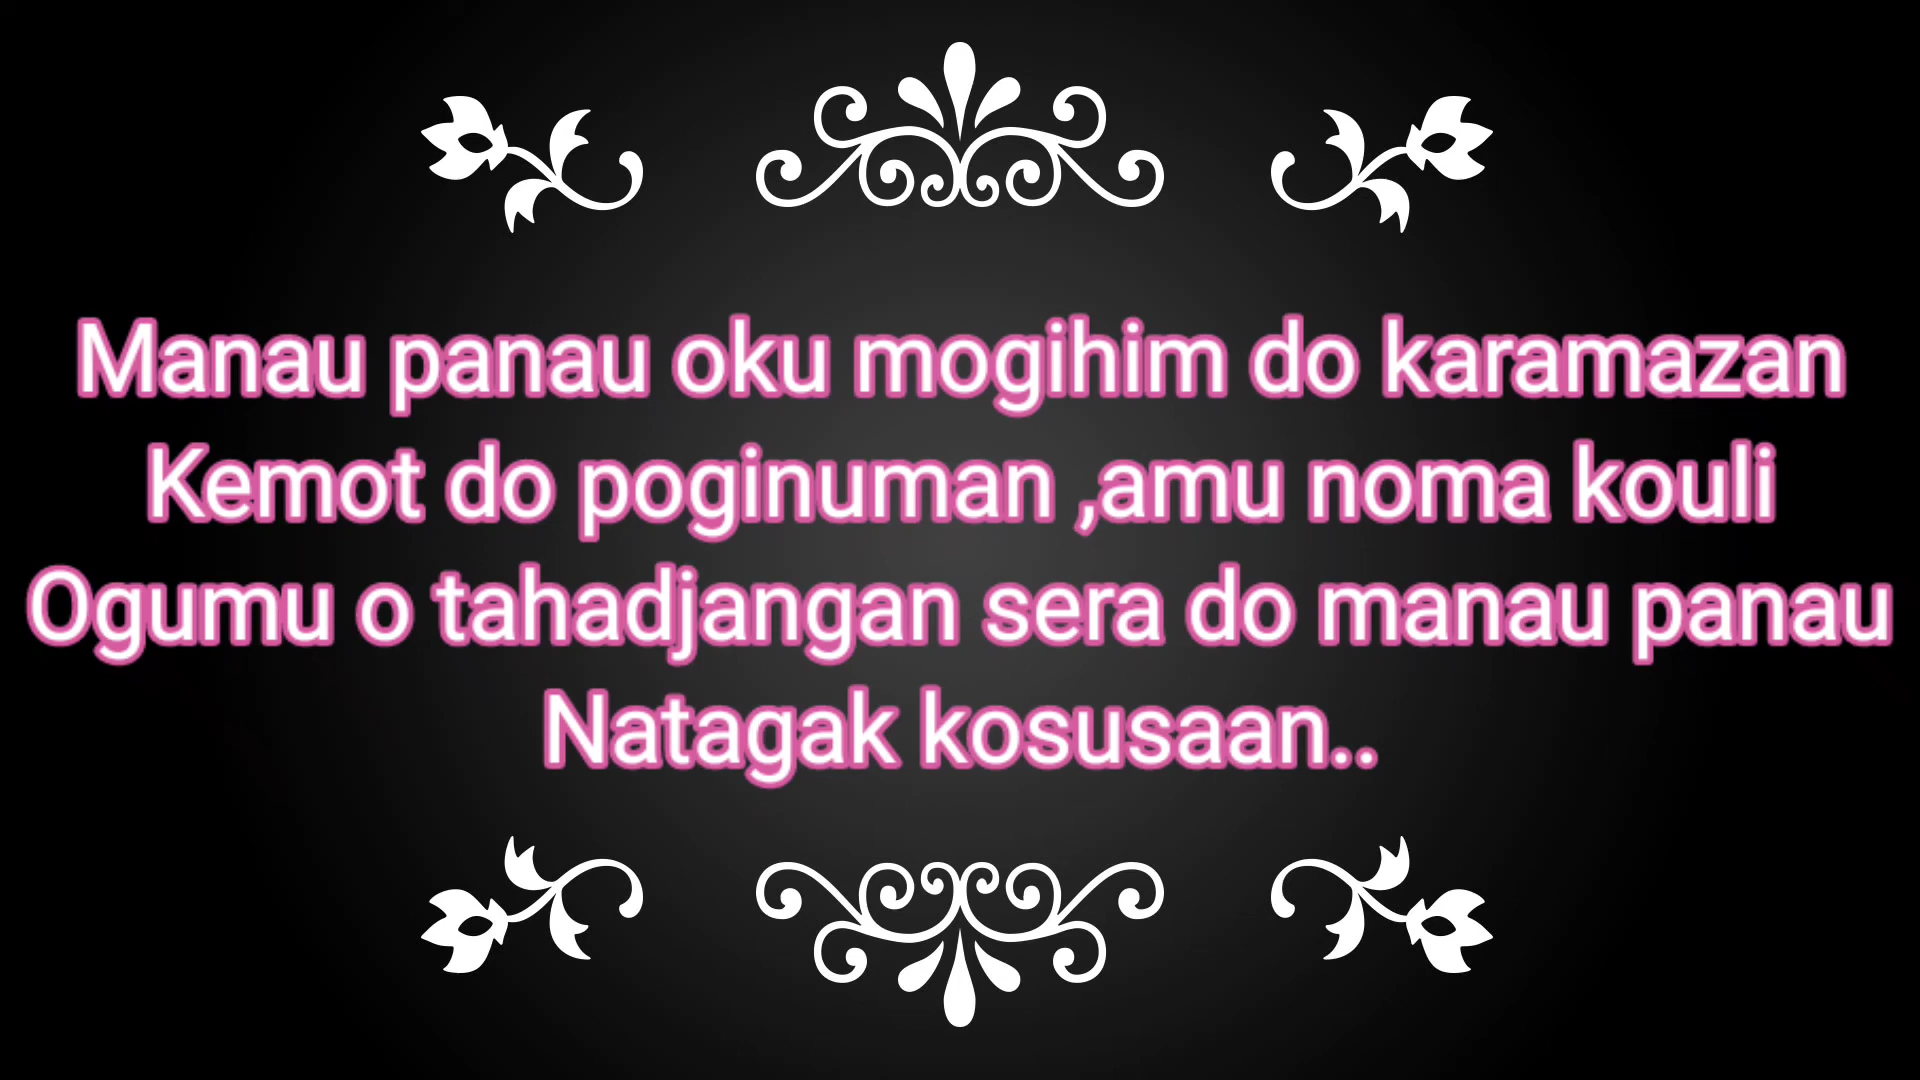 Manau panau oku mogihim do karamazan
Kemot do poginuman ,amu noma kouli
Ogumu o tahadjangan sera do manau panau
Natagak kosusaan..